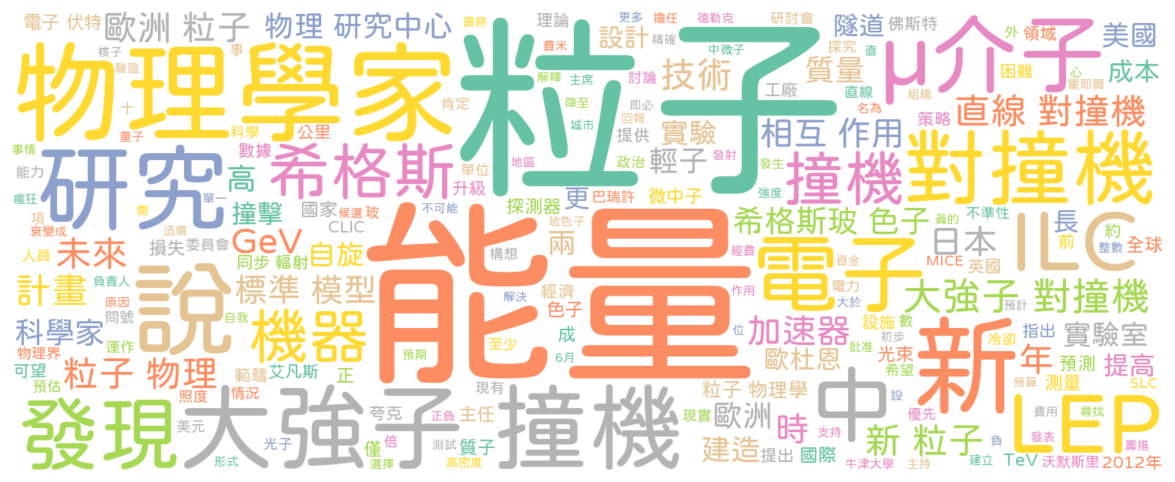 電子 伏特 歐洲 粒子 物理 研究中心 最終 更多 擔任 德勒克 理論 研討會 隧道 佛斯特 外 領域 美國
核子 事 費米 設計 精確 中微子 探究 直 μ介子
物理學家 粒子 驗證 解釋 主席 討論 技術 質量 困難 心 成本
十 肯定 降至 即必 工廠 直線 名為 組織 霍耶爾
量子 科學 公里 城市 提供 回報 實驗 相互 作用 策略 直線 對撞機
事情 數據 希格斯 單位 地區 政治 輕子 發射 發生 撞機 對撞機
能力 研究 高 升級
瘋狂 單一 撞擊 國家 候選 玻 不可能 探測器 更 巴瑞許 微中子 強度
項 需 衰變成 造價 CLIC 玻色子 希格斯玻 色子 真的 不準性 長 約
人員 未來 損失 委員會 GeV 自旋 構想 能量 兩 經費 電子 日本 ILC 前 整數 全球
負責人 同步 輻射 英國 MICE
計畫 說 標準 模型 解決 經濟 資金 電力 大於 大強子 對撞機
原因 問號 自我 色子 作用 預計
科學家 機器 成 位 加速器 設施 數 新 冷卻 指出 實驗室
物理界 運作 預期 至少 6月 批准 初步
可望 粒子 物理 範疇 艾凡斯 正 歐杜恩 光束 希望 年 預測 提高
預估 照度 情況 現有 粒子 物理學 預算 測量 SLC
發現 大強子 撞機 夸克 正負 主任 現實 歐洲 中 設 優先 LEP 費用 尋找
美元 倍 時 支持 發表 籌措
光子 僅 測試 質子 建造 提出 國際 新 粒子 負
形式 選擇 高密度 牛津大學 主持 建立 TeV 沃默斯里 2012年